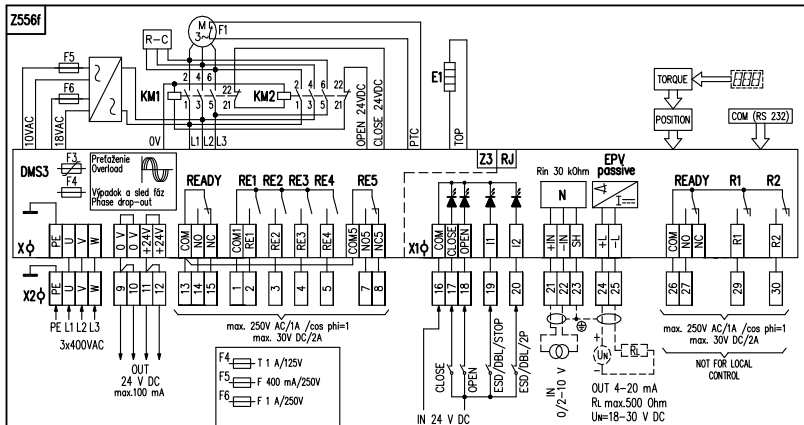 Z556f
R-C
M
3~
F1
F5
F6
2 4 6
22
21
KM1
1 3 5
KM2
2 4 6
1 3 5
22
21
E1
TORQUE
POSITION
COM (RS 232)
10VAC
18VAC
0V
L1 L2 L3
OPEN 24VDC
CLOSE 24VDC
PTC
TOP
DMS3
F3
F4
Preťaženie
Overload
Výpadok a sled fáz
Phase drop-out
READY
RE1 RE2 RE3 RE4
RE5
Z3 RJ
Rin 30 kOhm
N
EPV
passive
READY
R1
R2
X
PE U V W
0 V 0 V +24V +24V
COM NO NC
COM1 RE1 RE2 RE3 RE4
COM5 NO5 NC5
X1
COM CLOSE OPEN I1 I2
+IN -IN SH
+L -L
COM NO NC
R1
R2
X2
PE U V W
9 10 11 12
13 14 15
1 2 3 4 5
7 8
16 17 18 19 20
21 22 23
24 25
26 27
29
30
PE L1 L2 L3
3x400VAC
OUT
24 V DC
max.100 mA
max. 250V AC/1A /cos phi=1
max. 30V DC/2A
F4 T 1 A/125V
F5 F 400 mA/250V
F6 F 1 A/250V
CLOSE
OPEN
ESD/DBL/STOP
ESD/DBL/2P
IN 24 V DC
IN
0/2-10 V
+
UN
-
RL
OUT 4-20 mA
RL max.500 Ohm
UN=18-30 V DC
max. 250V AC/1A /cos phi=1
max. 30V DC/2A
NOT FOR LOCAL
CONTROL